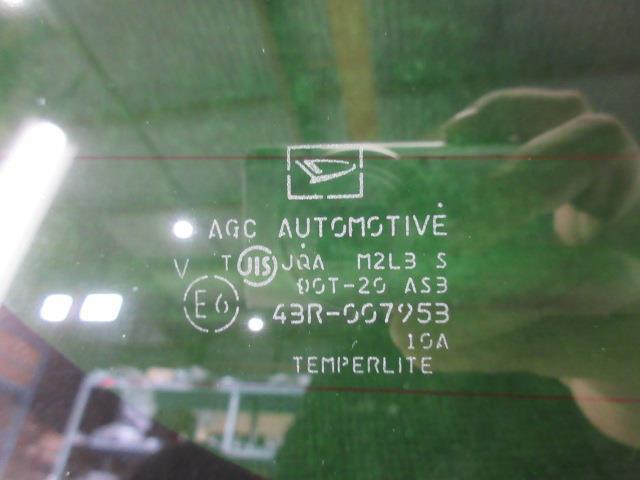 AGC AUTOMOTIVE
V T JIS JQA M2L3 S
DOT-20 AS3
E6 43R-007953
10A
TEMPERLITE